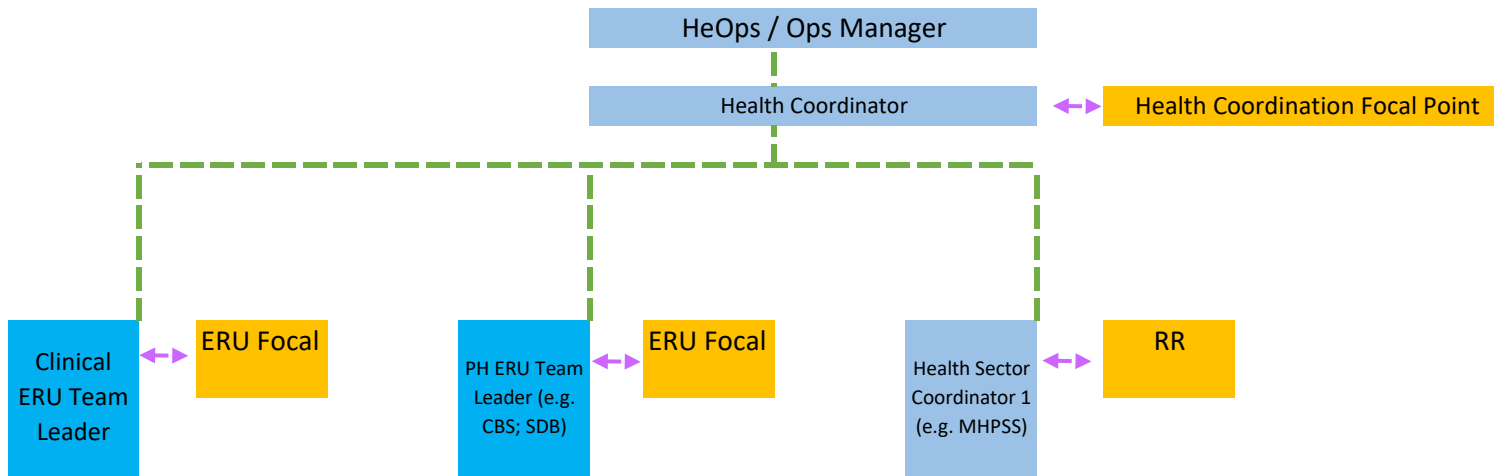 HeOps / Ops Manager
Health Coordinator
Health Coordination Focal Point
Clinical
ERU Team
Leader
ERU Focal
PH ERU Team
Leader (e.g.
CBS; SDB)
ERU Focal
Health Sector
Coordinator 1
(e.g. MHPSS)
RR